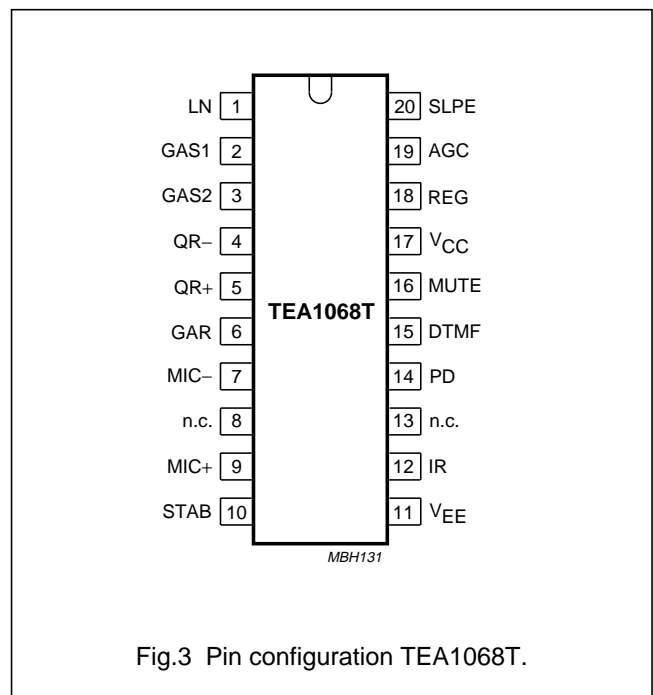 LN 1 20 SLPE
GAS1 2 19 AGC
GAS2 3 18 REG
QR− 4 17 VCC
QR+ 5 16 MUTE
TEA1068T
GAR 6 15 DTMF
MIC− 7 14 PD
n.c. 8 13 n.c.
MIC+ 9 12 IR
STAB 10 11 VEE
MBH131
Fig.3 Pin configuration TEA1068T.